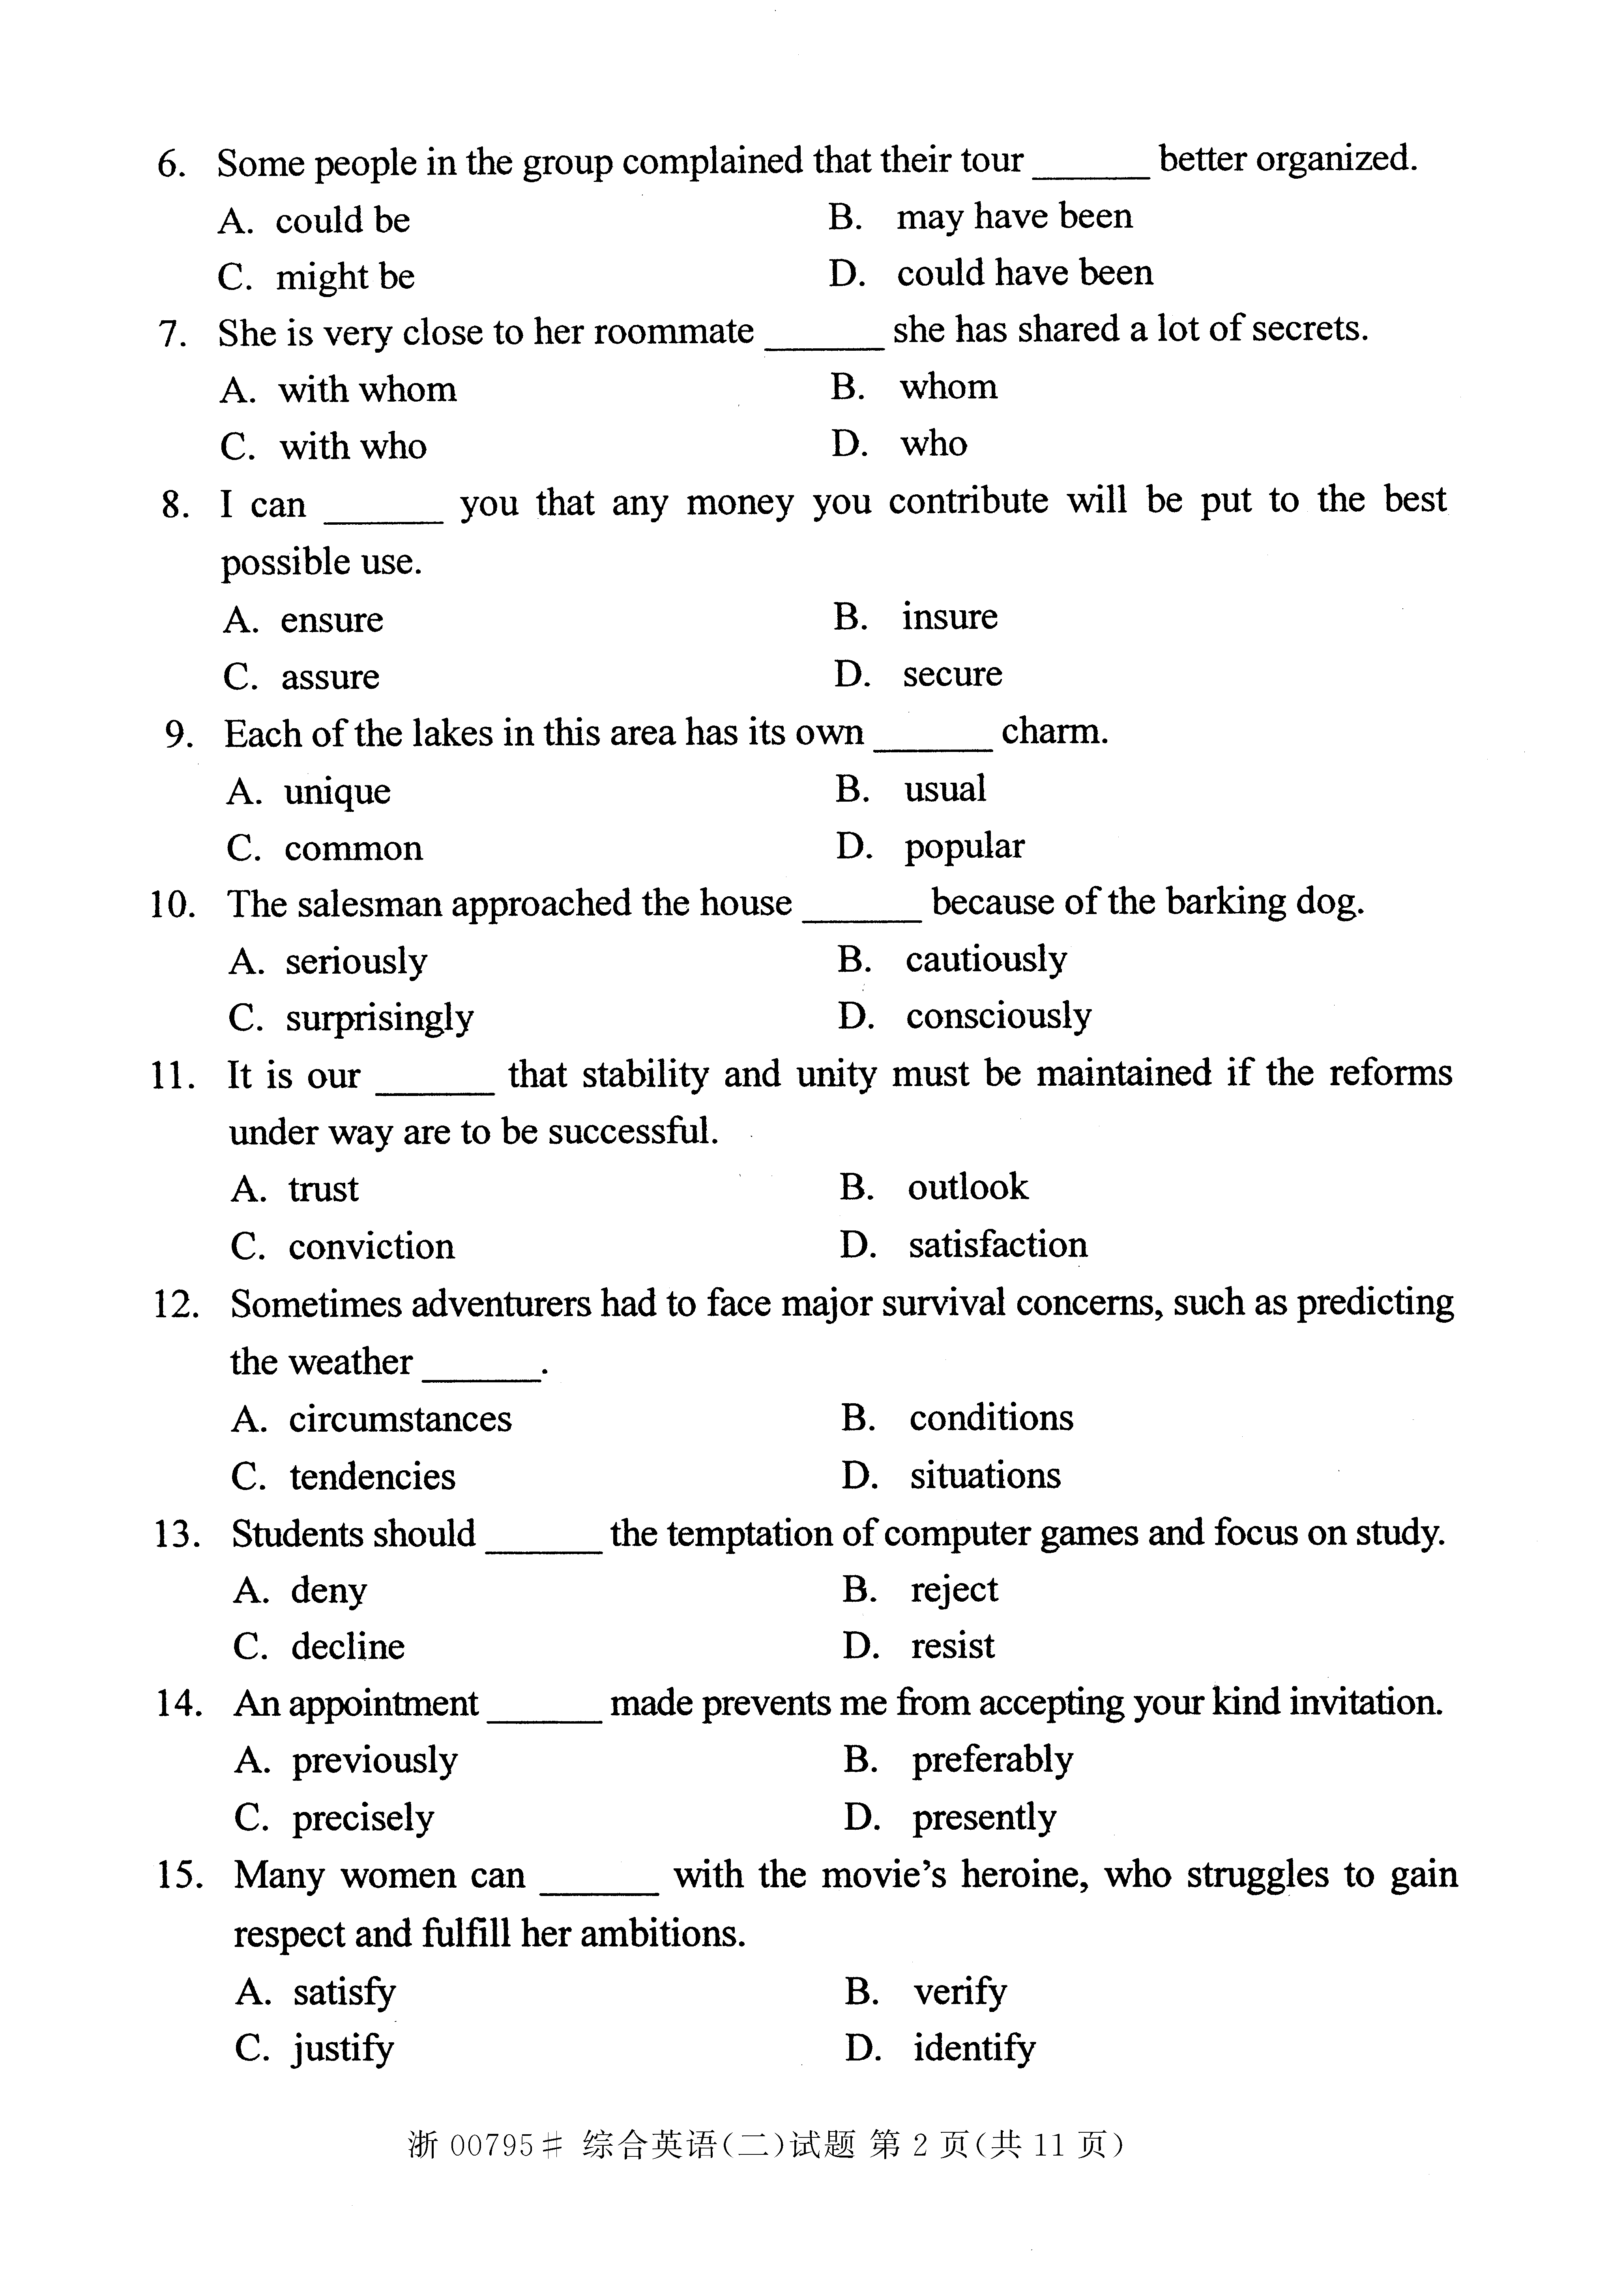 6. Some people in the group complained that their tour ______ better organized.
A. could be B. may have been
C. might be D. could have been
7. She is very close to her roommate ______ she has shared a lot of secrets.
A. with whom B. whom
C. with who D. who
8. I can ______ you that any money you contribute will be put to the best
possible use.
A. ensure B. insure
C. assure D. secure
9. Each of the lakes in this area has its own ______ charm.
A. unique B. usual
C. common D. popular
10. The salesman approached the house ______ because of the barking dog.
A. seriously B. cautiously
C. surprisingly D. consciously
11. It is our ______ that stability and unity must be maintained if the reforms
under way are to be successful.
A. trust B. outlook
C. conviction D. satisfaction
12. Sometimes adventurers had to face major survival concerns, such as predicting
the weather ______.
A. circumstances B. conditions
C. tendencies D. situations
13. Students should ______ the temptation of computer games and focus on study.
A. deny B. reject
C. decline D. resist
14. An appointment ______ made prevents me from accepting your kind invitation.
A. previously B. preferably
C. precisely D. presently
15. Many women can ______ with the movie's heroine, who struggles to gain
respect and fulfill her ambitions.
A. satisfy B. verify
C. justify D. identify
浙 00795# 综合英语(二)试题 第 2 页(共 11 页)